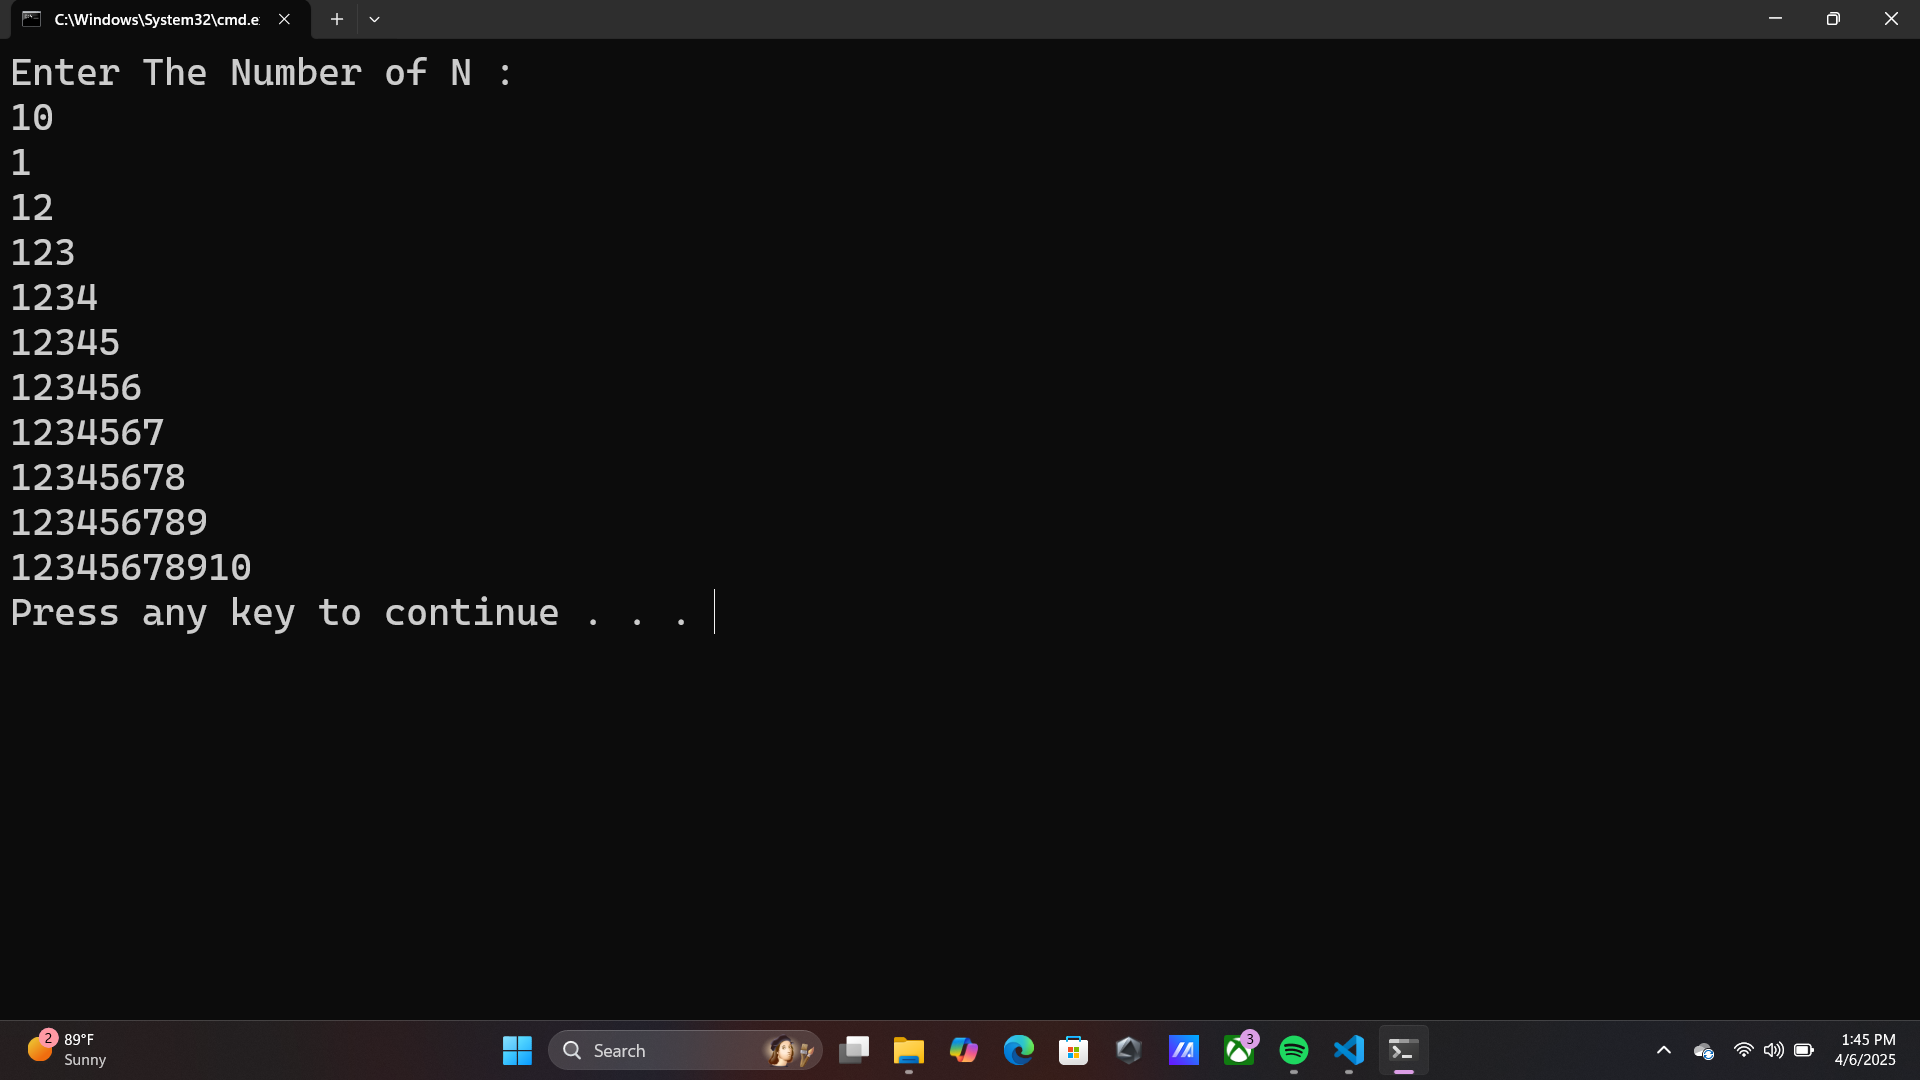 C:\Windows\System32\cmd.e
Enter The Number of N :
10
1
12
123
1234
12345
123456
1234567
12345678
123456789
12345678910
Press any key to continue . . .
2
89°F
Sunny
Search
3
1:45 PM
4/6/2025